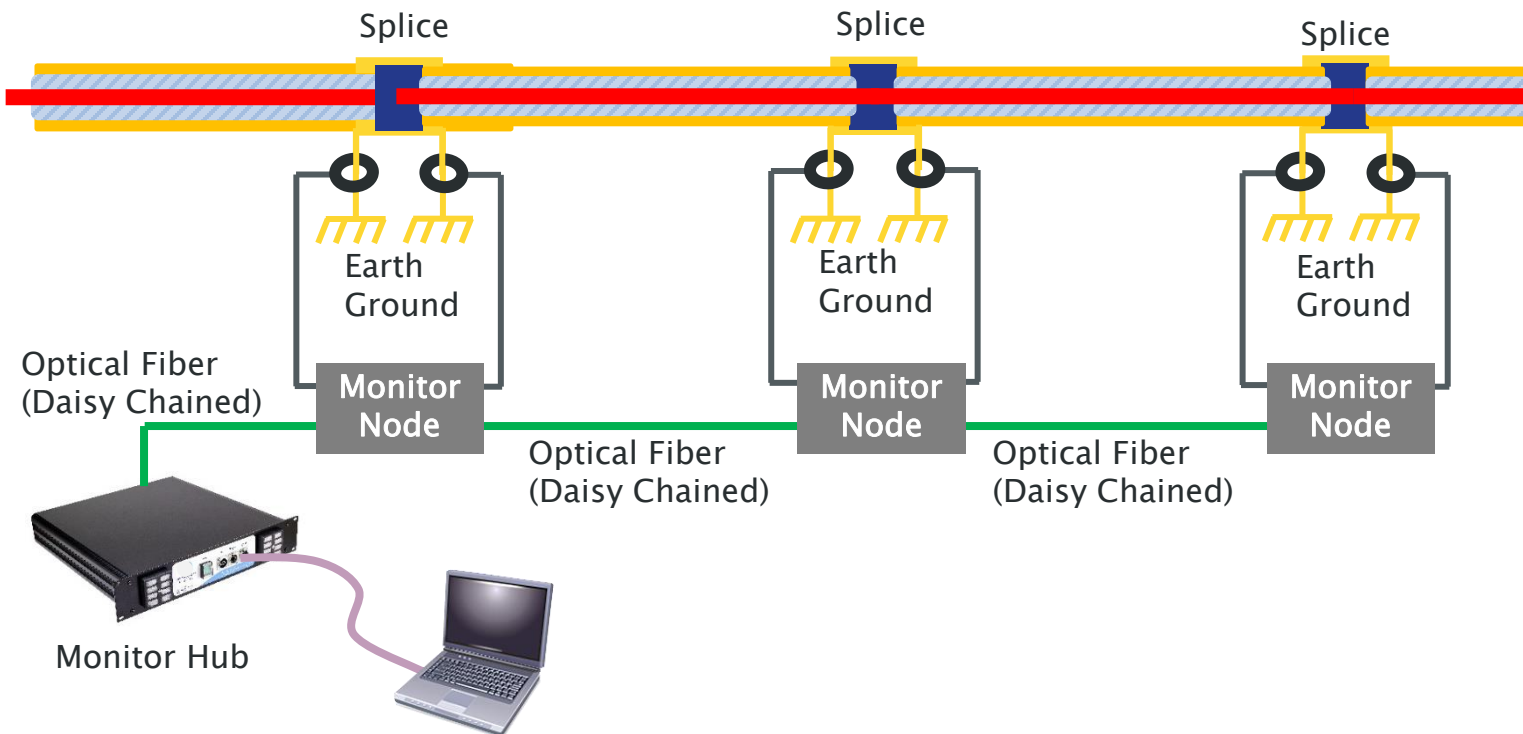 Splice
Splice
Splice
Earth
Ground
Earth
Ground
Earth
Ground
Optical Fiber
(Daisy Chained)
Monitor
Node
Monitor
Node
Monitor
Node
Optical Fiber
(Daisy Chained)
Optical Fiber
(Daisy Chained)
Monitor Hub